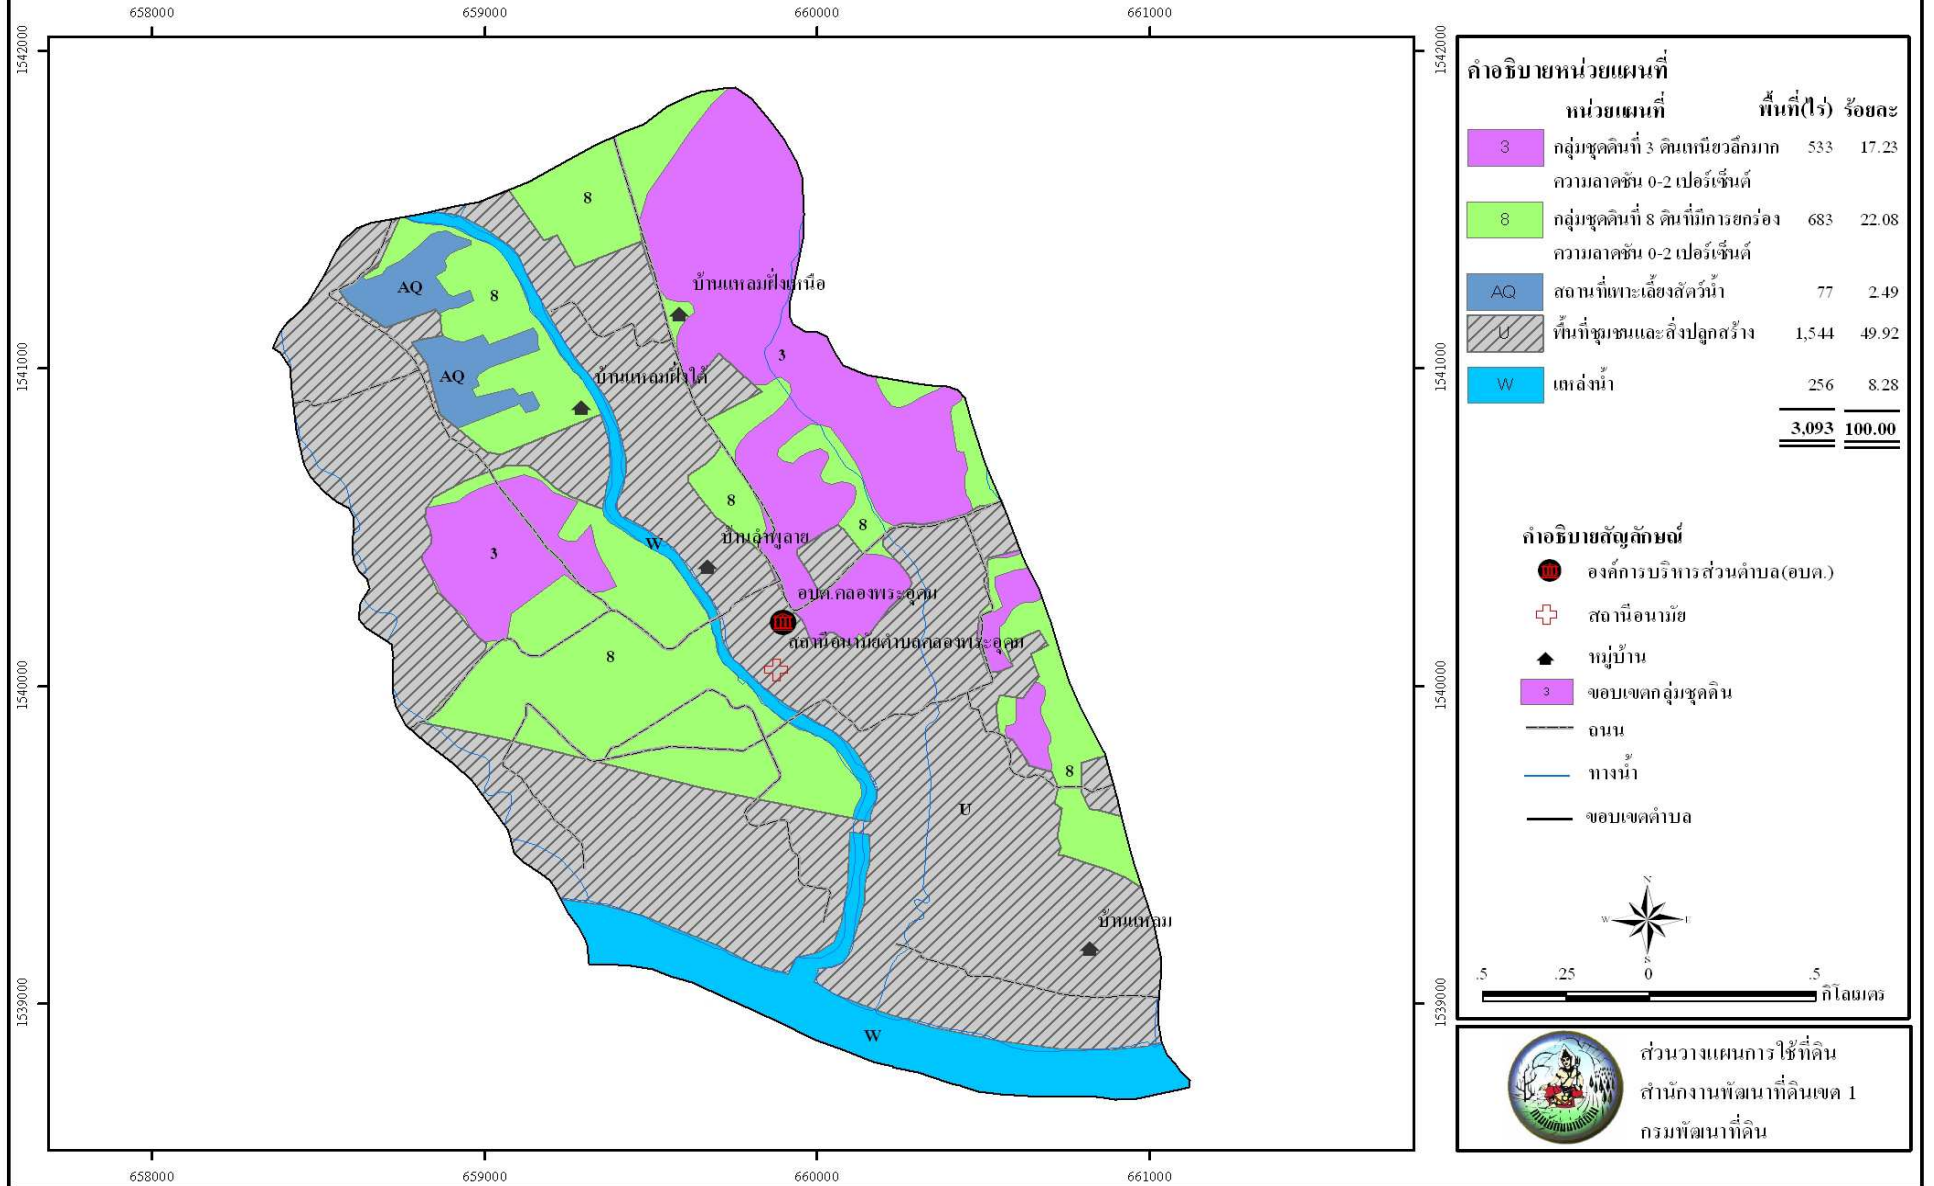 658000 659000 660000 661000
1542000 1542000
1541000 1541000
1540000 1540000
1539000 1539000
8
AQ
8
บ้านแหลมฝั่งเหนือ
3
AQ
บ้านแหลมฝั่งใต้
8
8
3
W
บ้านลำพูลาย
อบต.คลองพระอุดม
สถานีอนามัยตำบลคลองพระอุดม
8
8
U
บ้านแหลม
W
658000 659000 660000 661000
คำอธิบายหน่วยแผนที่
หน่วยแผนที่ พื้นที่(ไร่) ร้อยละ
3 กลุ่มชุดดินที่ 3 ดินเหนียวลึกมาก 533 17.23
ความลาดชัน 0-2 เปอร์เซ็นต์
8 กลุ่มชุดดินที่ 8 ดินที่มีการยกร่อง 683 22.08
ความลาดชัน 0-2 เปอร์เซ็นต์
AQ สถานที่เพาะเลี้ยงสัตว์น้ำ 77 2.49
U พื้นที่ชุมชนและสิ่งปลูกสร้าง 1,544 49.92
W แหล่งน้ำ 256 8.28
3,093 100.00
คำอธิบายสัญลักษณ์
องค์การบริหารส่วนตำบล(อบต.)
สถานีอนามัย
หมู่บ้าน
3 ขอบเขตกลุ่มชุดดิน
ถนน
ทางน้ำ
ขอบเขตตำบล
N
W E
S
.5 .25 0 .5
กิโลเมตร
ส่วนวางแผนการใช้ที่ดิน
สำนักงานพัฒนาที่ดินเขต 1
กรมพัฒนาที่ดิน
กรมพัฒนาที่ดิน